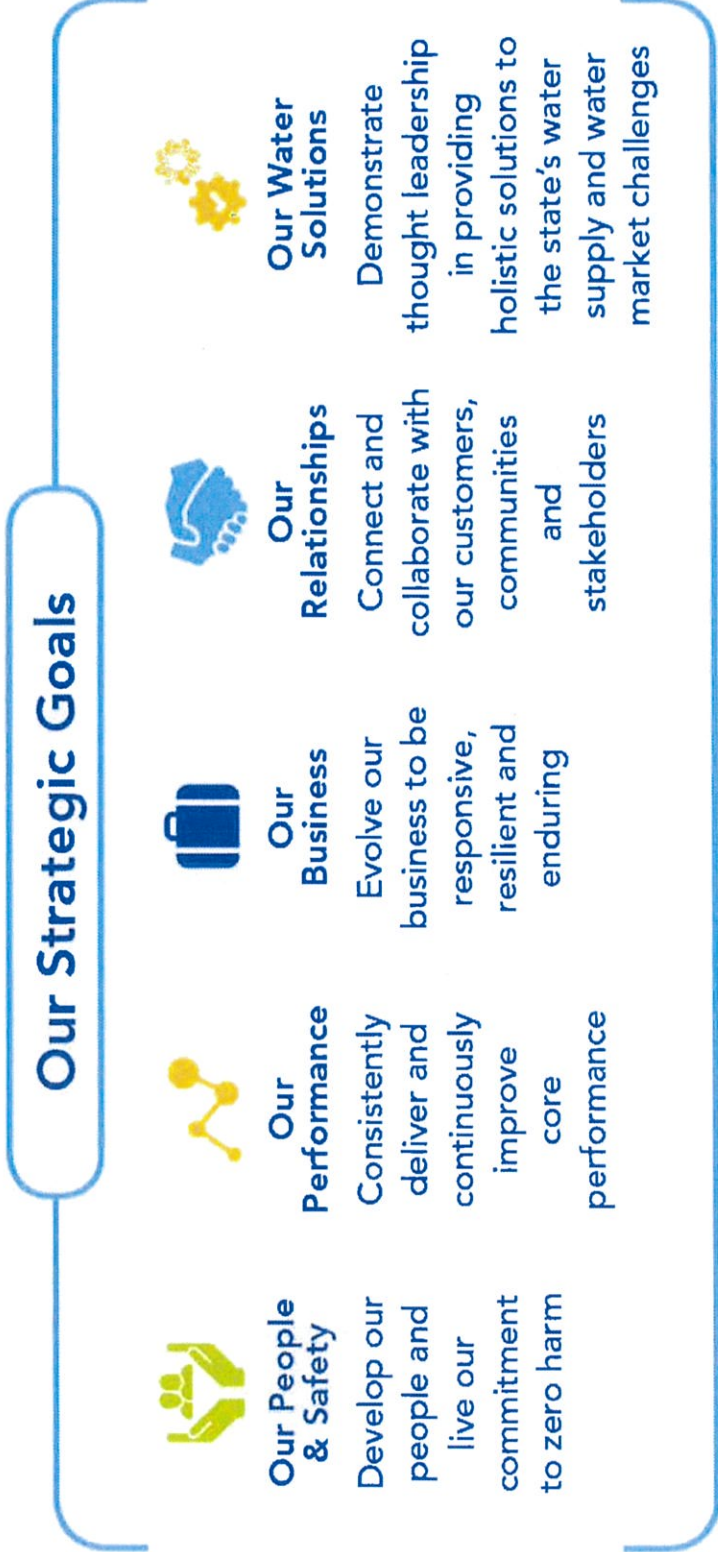 Our Strategic Goals
Our People
& Safety
Develop our
people and
live our
commitment
to zero harm
Our
Performance
Consistently
deliver and
continuously
improve
core
performance
Our
Business
Evolve our
business to be
responsive,
resilient and
enduring
Our
Relationships
Connect and
collaborate with
our customers,
communities
and
stakeholders
Our Water
Solutions
Demonstrate
thought leadership
in providing
holistic solutions to
the state's water
supply and water
market challenges